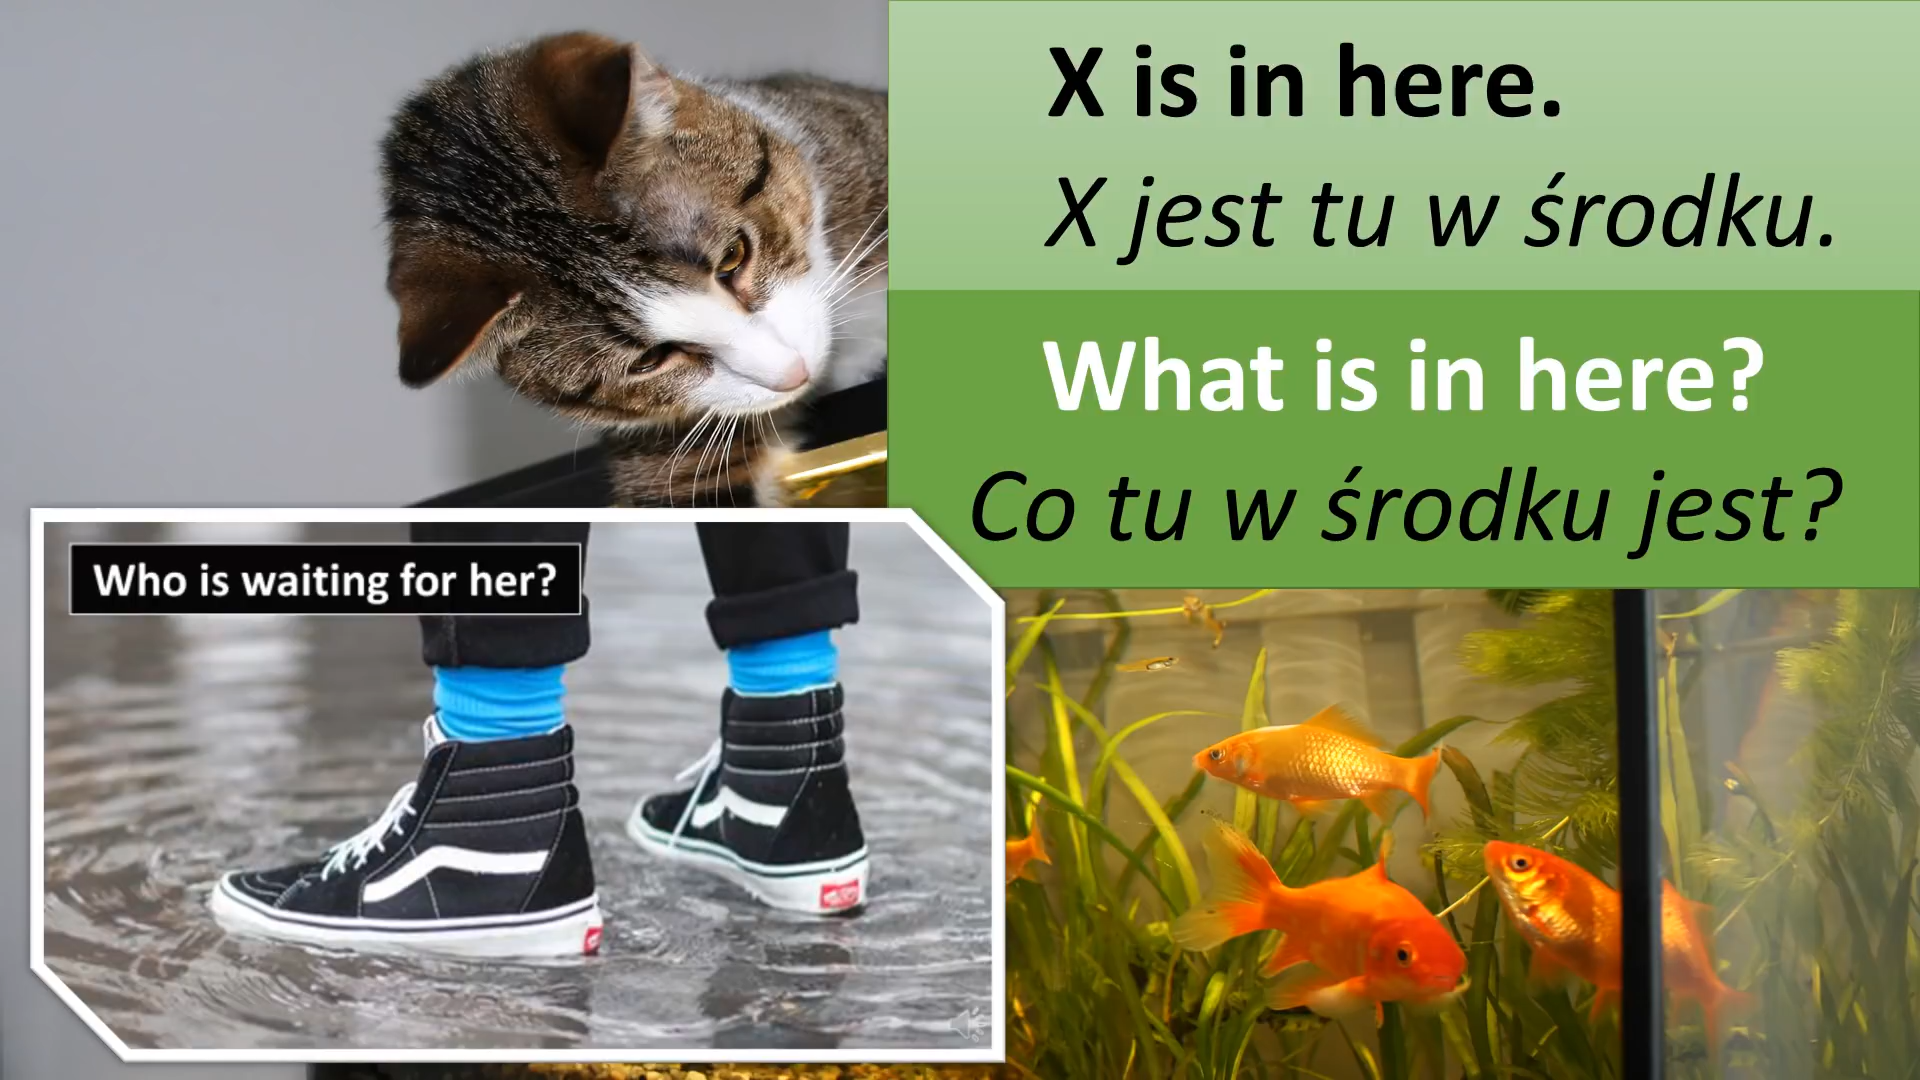 X is in here.
X jest tu w środku.
What is in here?
Co tu w środku jest?
Who is waiting for her?